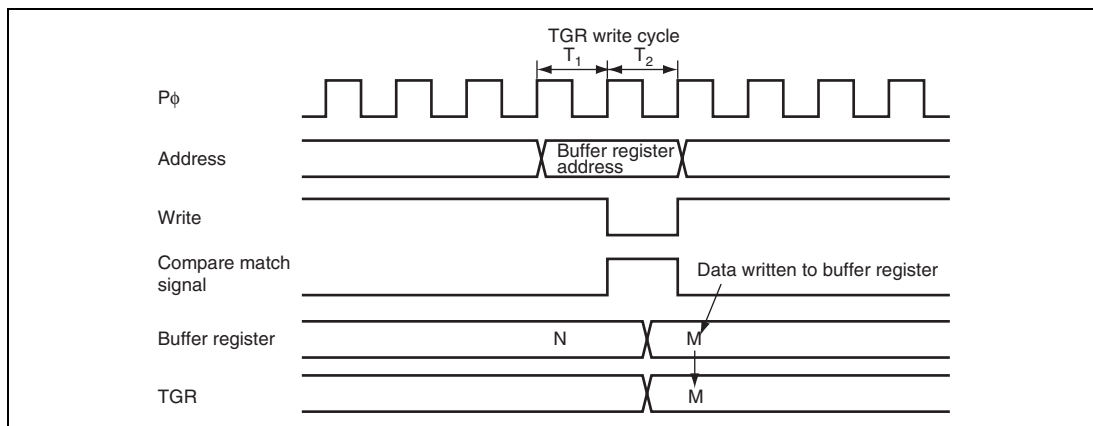 TGR write cycle
T1 T2
Pϕ
Address
Buffer register
address
Write
Compare match
signal
Data written to buffer register
Buffer register
N
M
TGR
M